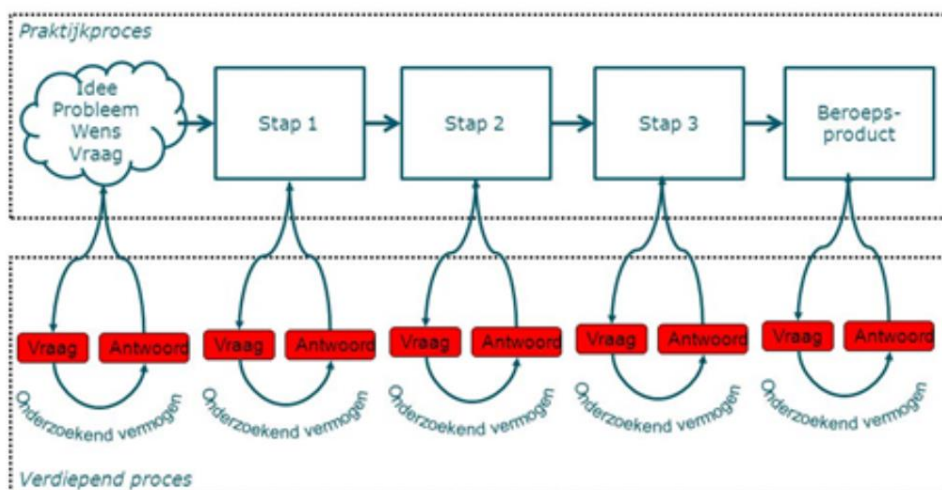 Praktijkproces
Idee
Probleem
Wens
Vraag
Stap 1
Stap 2
Stap 3
Beroeps-
product
Vraag
Antwoord
Onderzoekend vermogen
Vraag
Antwoord
Onderzoekend vermogen
Vraag
Antwoord
Onderzoekend vermogen
Vraag
Antwoord
Onderzoekend vermogen
Vraag
Antwoord
Onderzoekend vermogen
Verdiepend proces